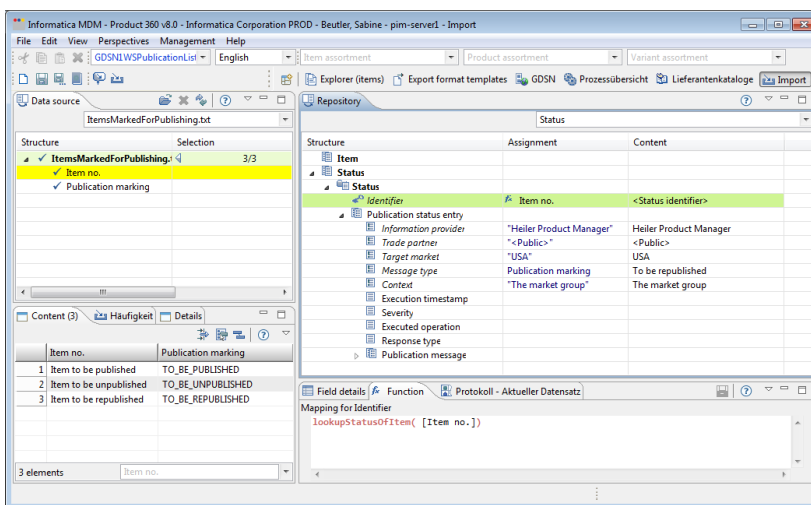 Informatica MDM - Product 360 v8.0 - Informatica Corporation PROD - Beutler, Sabine - pim-server1 - Import
File Edit View Perspectives Management Help
GDSN1WSPublicationList English Item assortment Product assortment Variant assortment
Explorer (items) Export format templates GDSN Prozessübersicht Lieferantenkataloge Import
Data source
ItemsMarkedForPublishing.txt
Structure Selection
ItemsMarkedForPublishing.t 3/3
Item no.
Publication marking
Repository
Status
Structure Assignment Content
Item
Status
Status
Identifier Item no. <Status identifier>
Publication status entry
Information provider "Heiler Product Manager" Heiler Product Manager
Trade partner "<Public>" <Public>
Target market "USA" USA
Message type Publication marking To be republished
Context "The market group" The market group
Execution timestamp
Severity
Executed operation
Response type
Publication message
Content (3) Häufigkeit Details
Item no. Publication marking
1 Item to be published TO_BE_PUBLISHED
2 Item to be unpublished TO_BE_UNPUBLISHED
3 Item to be republished TO_BE_REPUBLISHED
3 elements Item no.
Field details Function Protokoll - Aktueller Datensatz
Mapping for Identifier
lookupStatusOfItem( [Item no.])